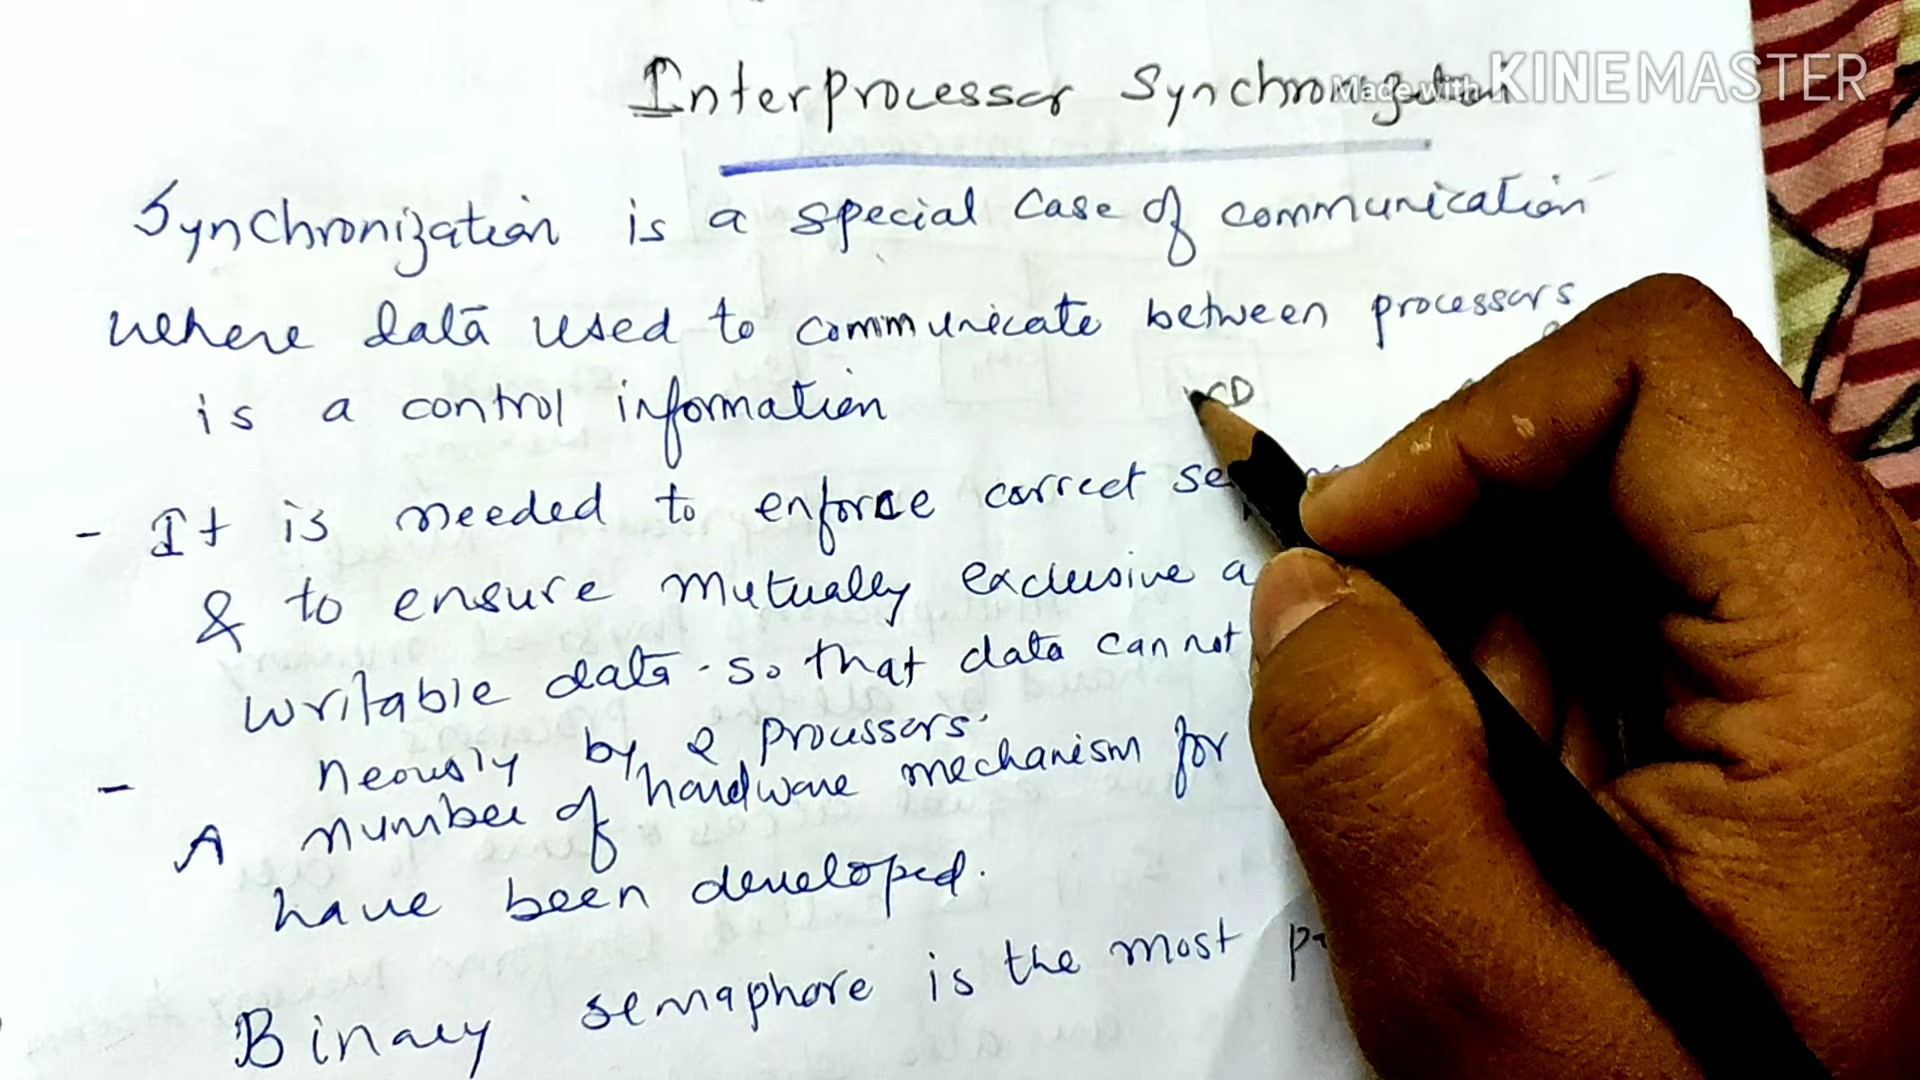 Interprocessor Synchronization
Made with KINEMASTER
Synchronization is a special case of communication
where data used to communicate between processors
is a control information
CD
- It is needed to enforce correct se
& to ensure mutually exclusive a
writable data. so that data can not
neously by 2 processors.
- A number of hardware mechanism for
have been developed.
Binary semaphore is the most p